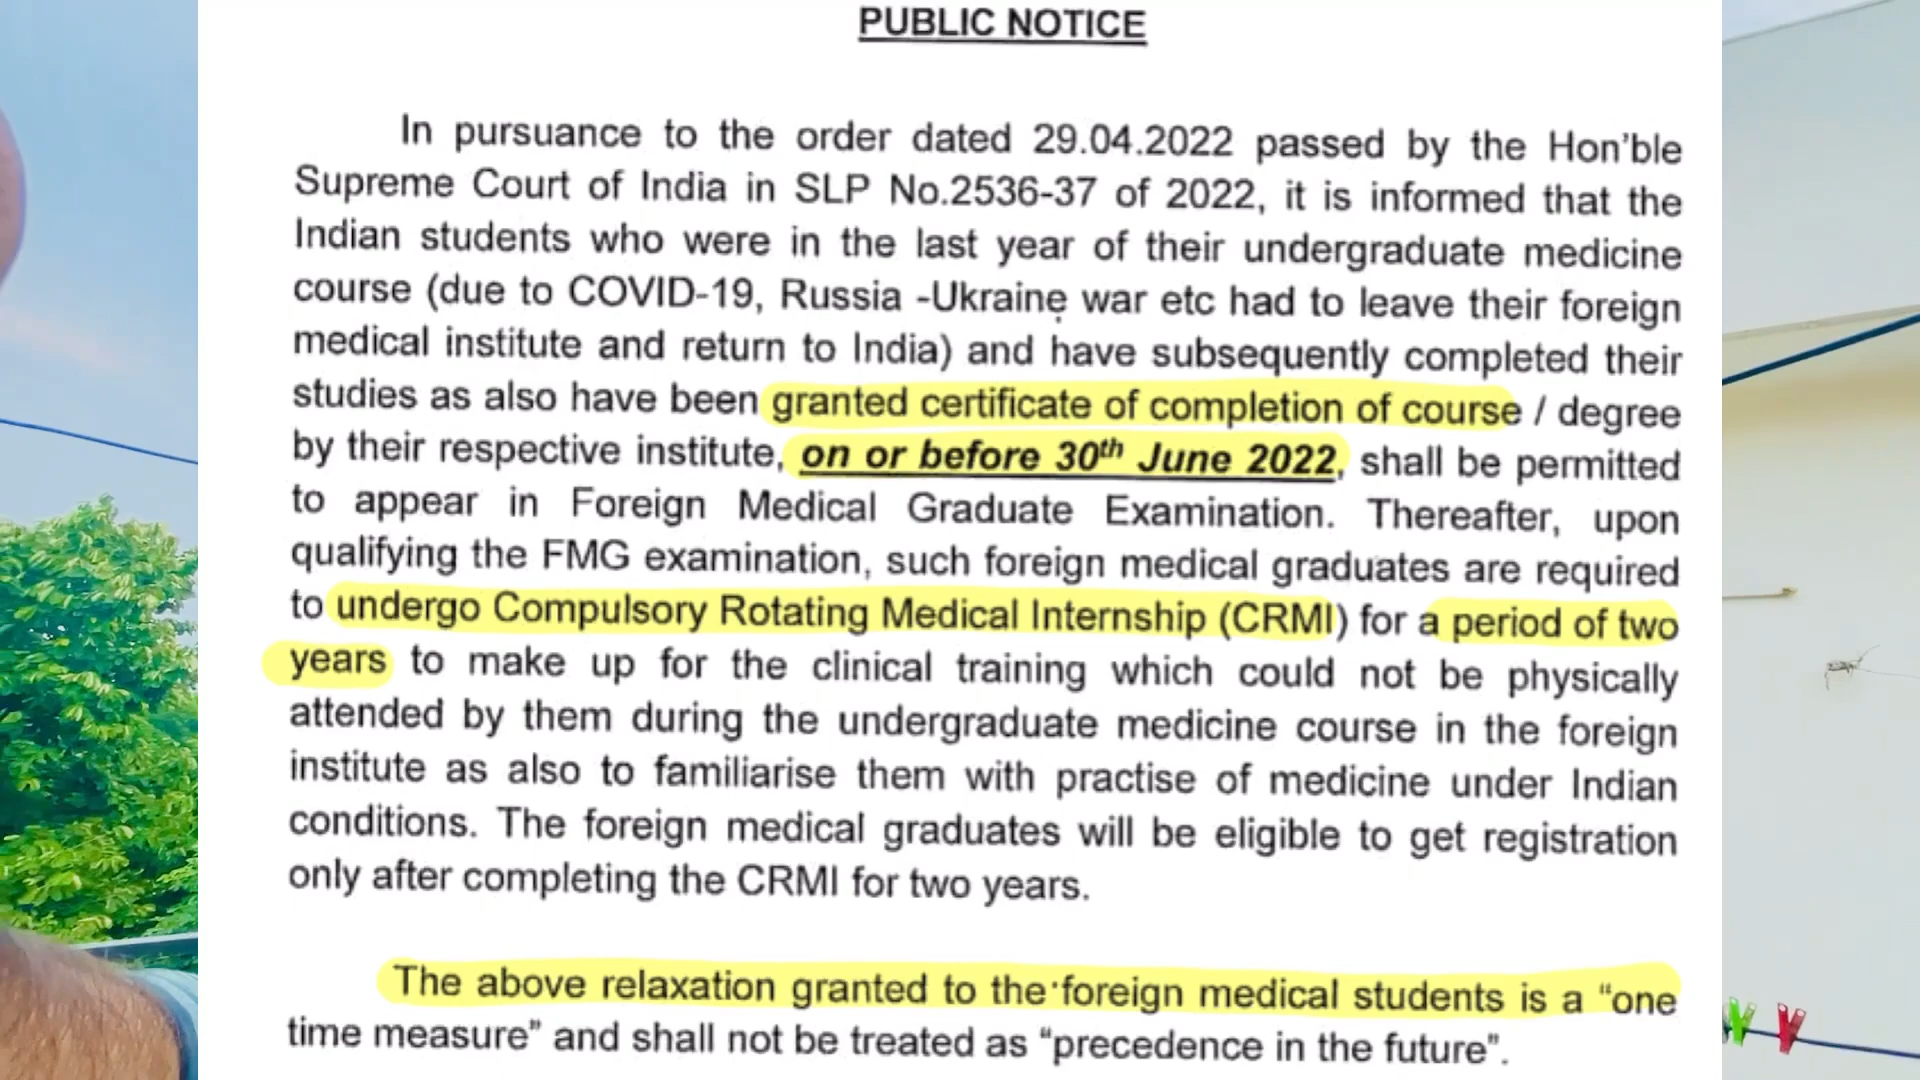 PUBLIC NOTICE
In pursuance to the order dated 29.04.2022 passed by the Hon'ble
Supreme Court of India in SLP No.2536-37 of 2022, it is informed that the
Indian students who were in the last year of their undergraduate medicine
course (due to COVID-19, Russia -Ukraine war etc had to leave their foreign
medical institute and return to India) and have subsequently completed their
studies as also have been granted certificate of completion of course / degree
by their respective institute, on or before 30th June 2022, shall be permitted
to appear in Foreign Medical Graduate Examination. Thereafter, upon
qualifying the FMG examination, such foreign medical graduates are required
to undergo Compulsory Rotating Medical Internship (CRMI) for a period of two
years to make up for the clinical training which could not be physically
attended by them during the undergraduate medicine course in the foreign
institute as also to familiarise them with practise of medicine under Indian
conditions. The foreign medical graduates will be eligible to get registration
only after completing the CRMI for two years.
The above relaxation granted to the foreign medical students is a “one
time measure” and shall not be treated as “precedence in the future”.